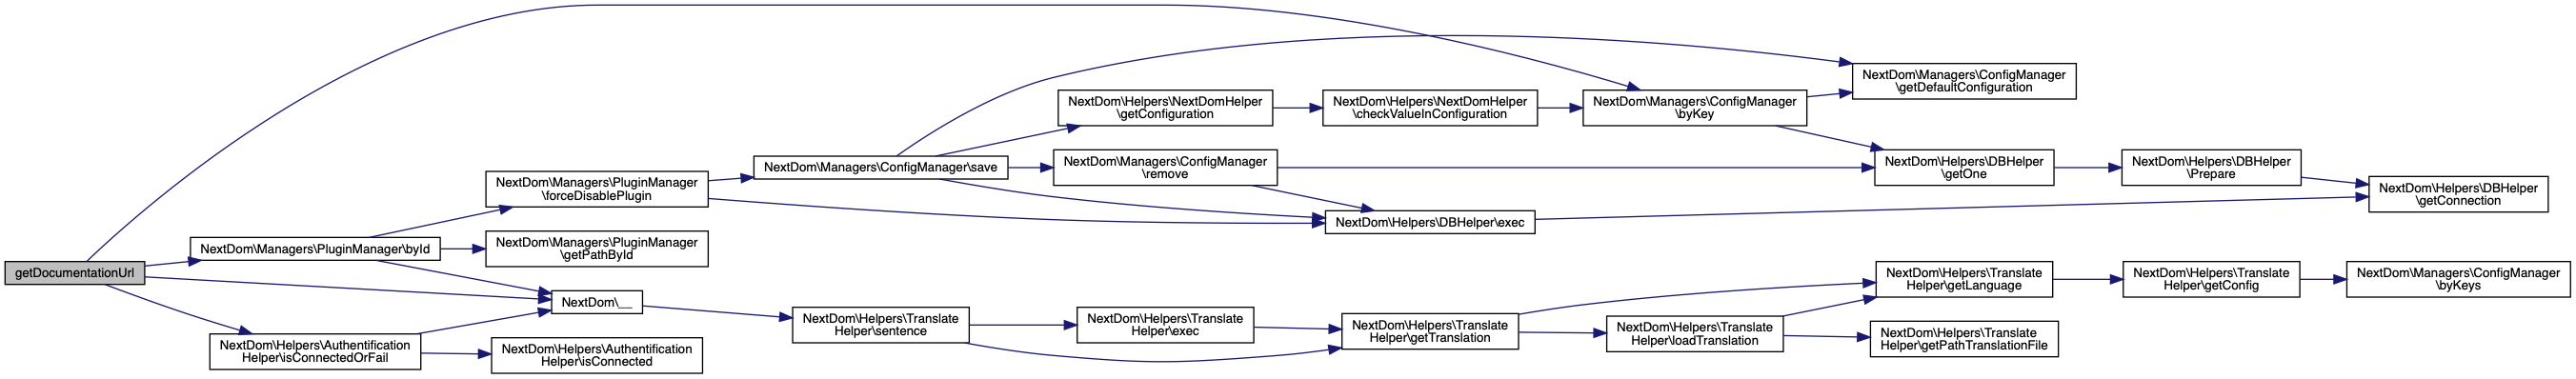 NextDom\Managers\ConfigManager
\getDefaultConfiguration
NextDom\Helpers\NextDomHelper
\getConfiguration
NextDom\Helpers\NextDomHelper
\checkValueInConfiguration
NextDom\Managers\ConfigManager
\byKey
NextDom\Managers\ConfigManager\save
NextDom\Managers\ConfigManager
\remove
NextDom\Helpers\DBHelper
\getOne
NextDom\Helpers\DBHelper
\Prepare
NextDom\Managers\PluginManager
\forceDisablePlugin
NextDom\Helpers\DBHelper
\getConnection
NextDom\Helpers\DBHelper\exec
NextDom\Managers\PluginManager\byId
NextDom\Managers\PluginManager
\getPathById
getDocumentationUrl
NextDom\Helpers\Translate
Helper\getLanguage
NextDom\Helpers\Translate
Helper\getConfig
NextDom\Managers\ConfigManager
\byKeys
NextDom\__
NextDom\Helpers\Translate
Helper\sentence
NextDom\Helpers\Translate
Helper\exec
NextDom\Helpers\Translate
Helper\getTranslation
NextDom\Helpers\Translate
Helper\loadTranslation
NextDom\Helpers\Translate
Helper\getPathTranslationFile
NextDom\Helpers\Authentification
Helper\isConnectedOrFail
NextDom\Helpers\Authentification
Helper\isConnected